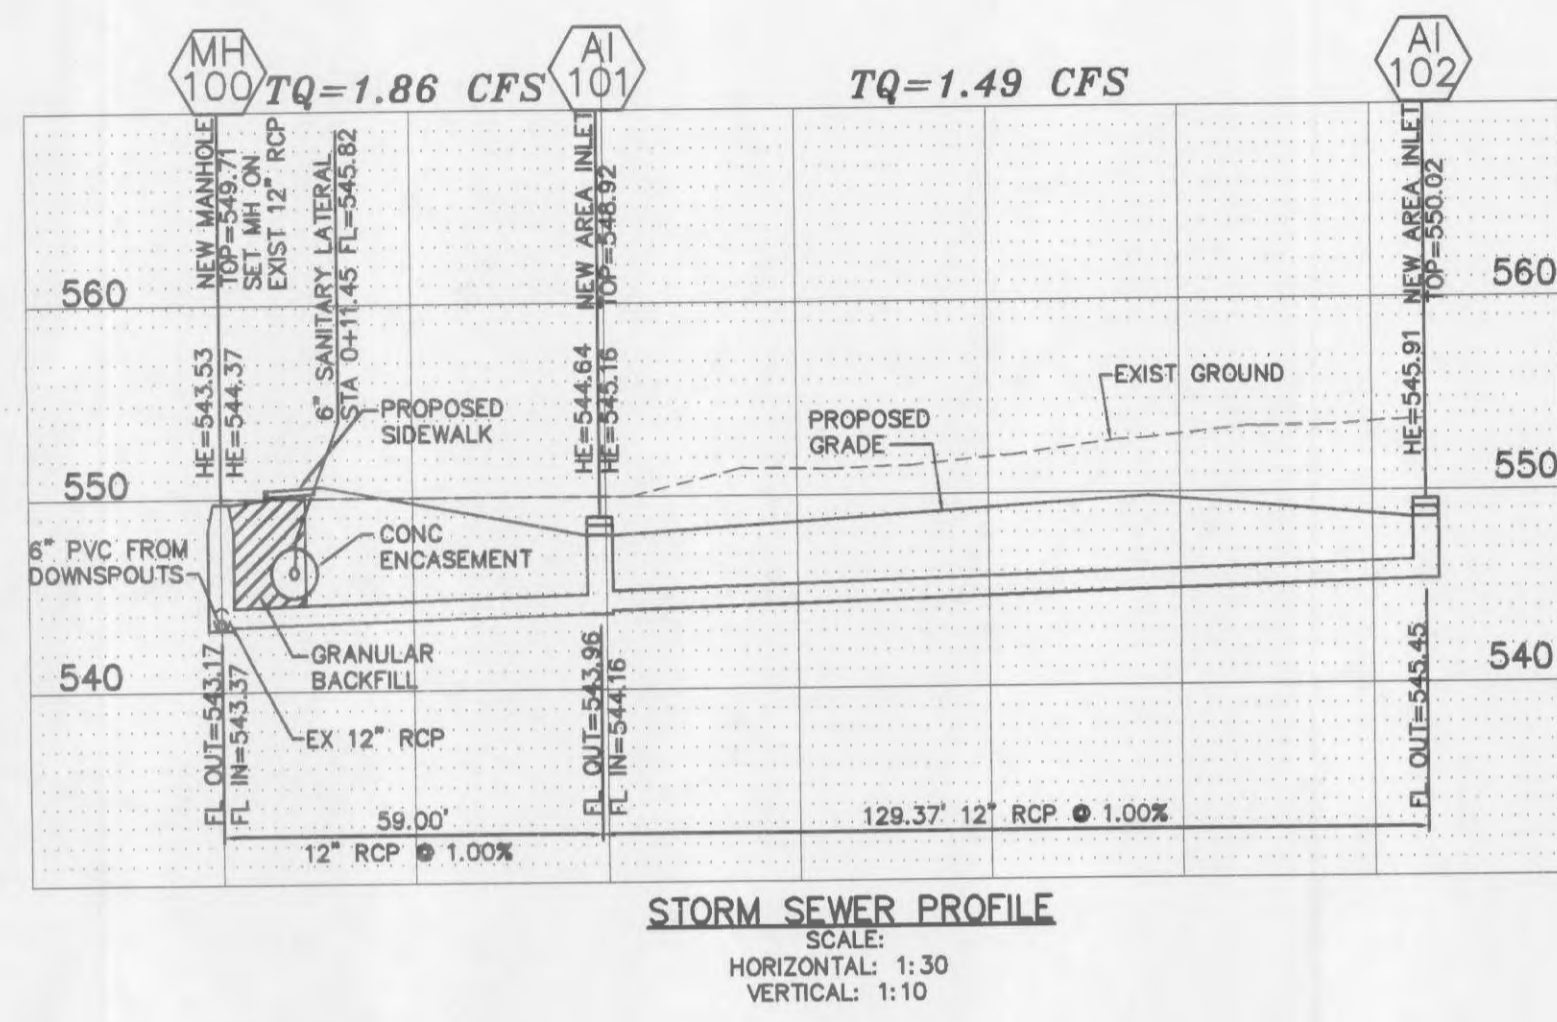 MH
100
TQ=1.86 CFS
AI
101
TQ=1.49 CFS
AI
102
NEW MANHOLE
TOP=549.71
SET MH ON
EXIST 12" RCP
6" SANITARY LATERAL
STA 0+11.45 FL=545.82
NEW AREA INLET
TOP=548.92
NEW AREA INLET
TOP=550.02
560
560
HE=543.53
HE=544.37
HE=544.64
HE=545.16
HE=545.91
EXIST GROUND
PROPOSED
SIDEWALK
PROPOSED
GRADE
550
550
6" PVC FROM
DOWNSPOUTS
CONC
ENCASEMENT
GRANULAR
BACKFILL
540
540
FL OUT=543.17
FL IN=543.37
EX 12" RCP
FL OUT=543.96
FL IN=544.16
FL OUT=545.45
59.00'
12" RCP @ 1.00%
129.37' 12" RCP @ 1.00%
STORM SEWER PROFILE
SCALE:
HORIZONTAL: 1:30
VERTICAL: 1:10